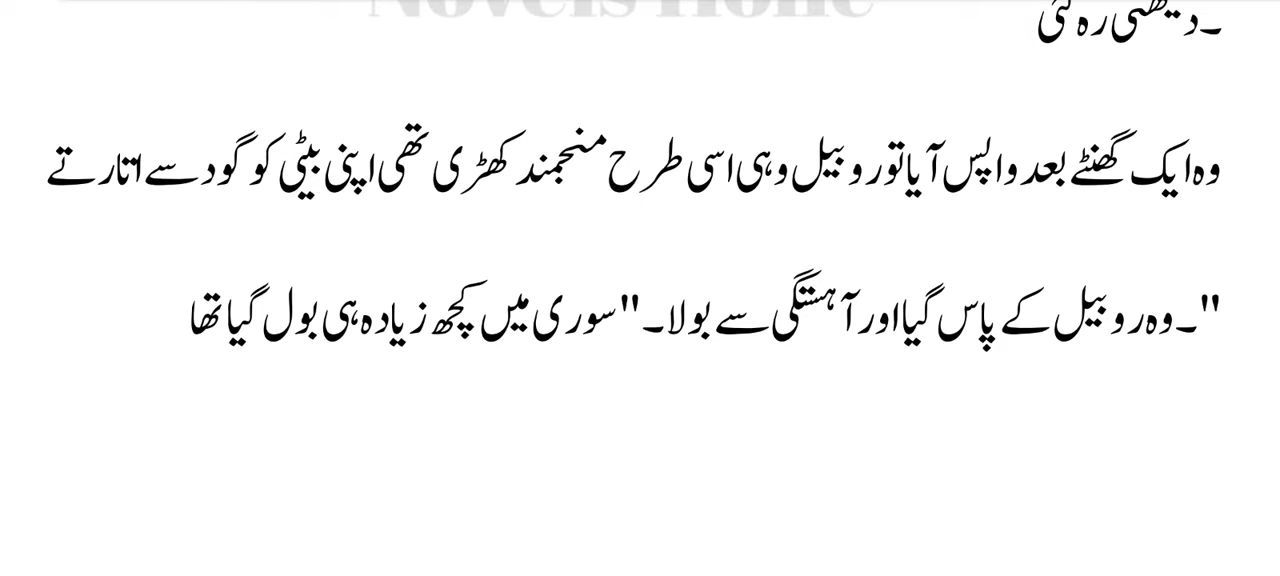 Novels Home
۔دیکھتی رہ گئی
وہ ایک گھنٹے بعد واپس آیا تو روبیل وہی اسی طرح منجمند کھڑی تھی اپنی بیٹی کو گود سے اتارتے
"۔وہ روبیل کے پاس گیا اور آہستگی سے بولا۔"سوری میں کچھ زیادہ ہی بول گیا تھا